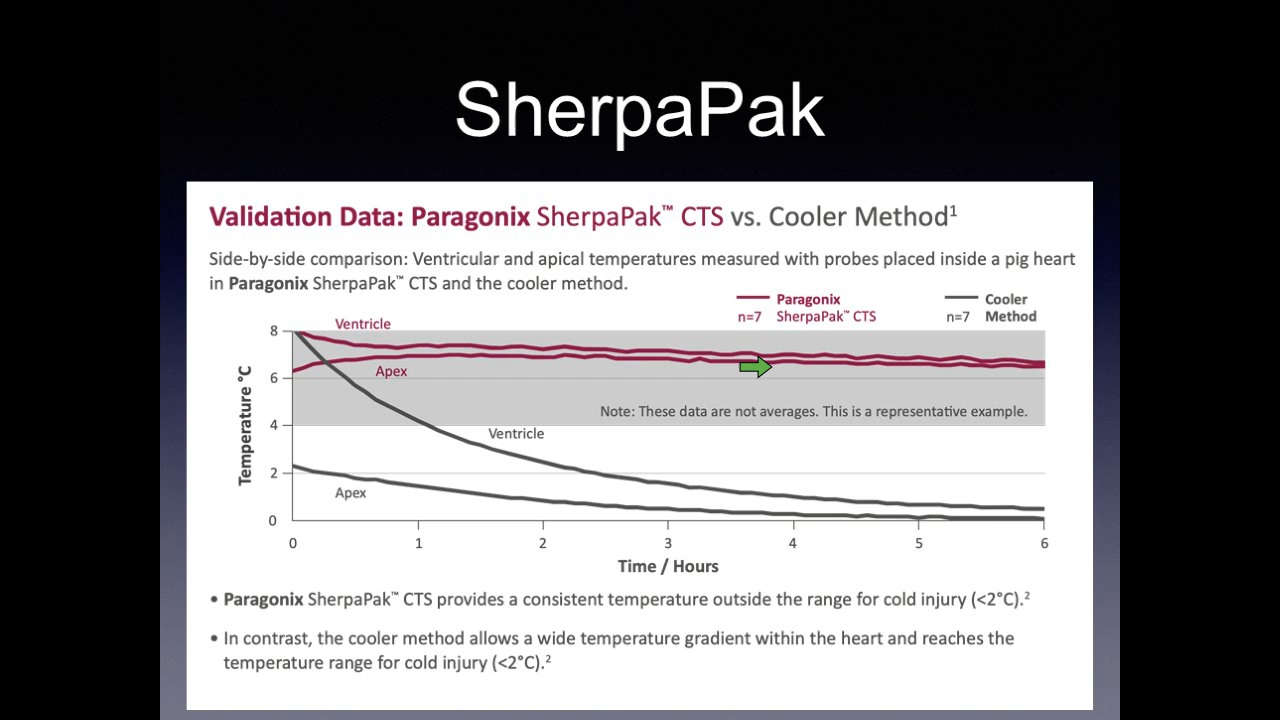 SherpaPak
Validation Data: Paragonix SherpaPak™ CTS vs. Cooler Method¹
Side-by-side comparison: Ventricular and apical temperatures measured with probes placed inside a pig heart
in Paragonix SherpaPak™ CTS and the cooler method.
Paragonix
n=7 SherpaPak™ CTS
Cooler
n=7 Method
Temperature °C
8
6
4
2
0
Ventricle
Apex
Note: These data are not averages. This is a representative example.
Ventricle
Apex
0 1 2 3 4 5 6
Time / Hours
• Paragonix SherpaPak™ CTS provides a consistent temperature outside the range for cold injury (<2°C).²
• In contrast, the cooler method allows a wide temperature gradient within the heart and reaches the
temperature range for cold injury (<2°C).²